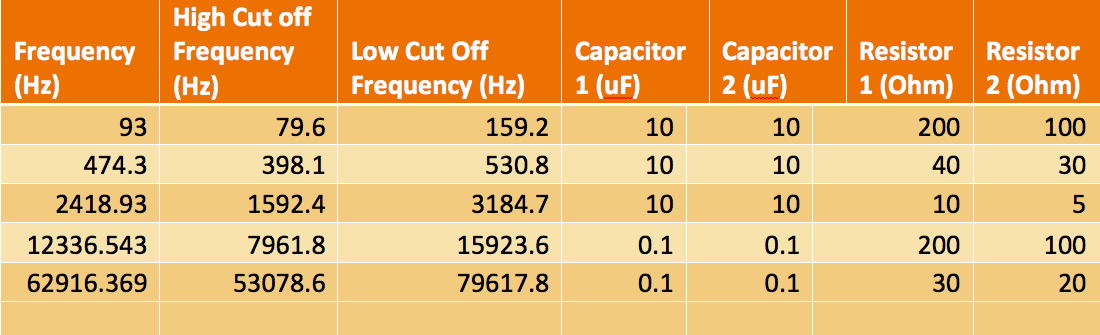 Frequency (Hz) High Cut off Frequency (Hz) Low Cut Off Frequency (Hz) Capacitor 1 (uF) Capacitor 2 (uF) Resistor 1 (Ohm) Resistor 2 (Ohm)
93 79.6 159.2 10 10 200 100
474.3 398.1 530.8 10 10 40 30
2418.93 1592.4 3184.7 10 10 10 5
12336.543 7961.8 15923.6 0.1 0.1 200 100
62916.369 53078.6 79617.8 0.1 0.1 30 20